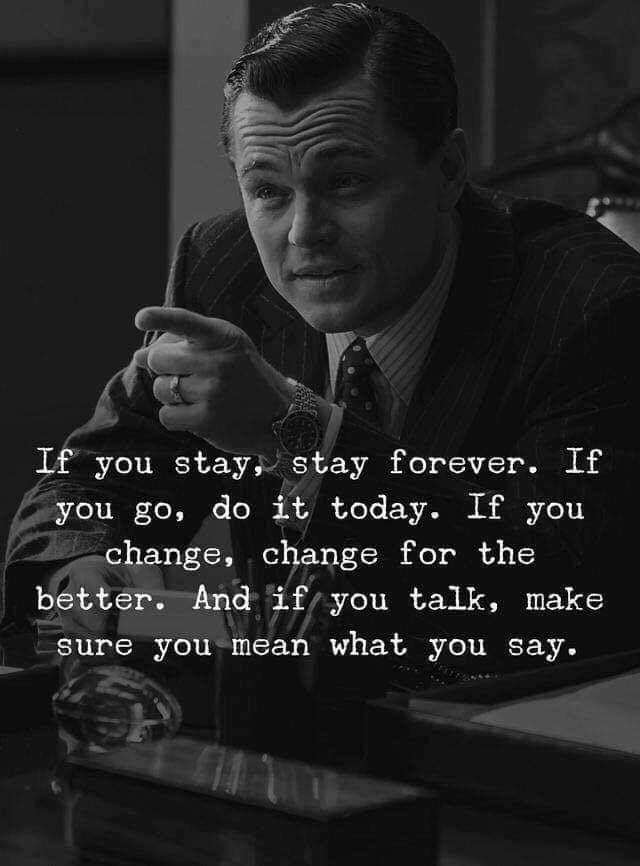 If you stay, stay forever. If
you go, do it today. If you
change, change for the
better. And if you talk, make
sure you mean what you say.